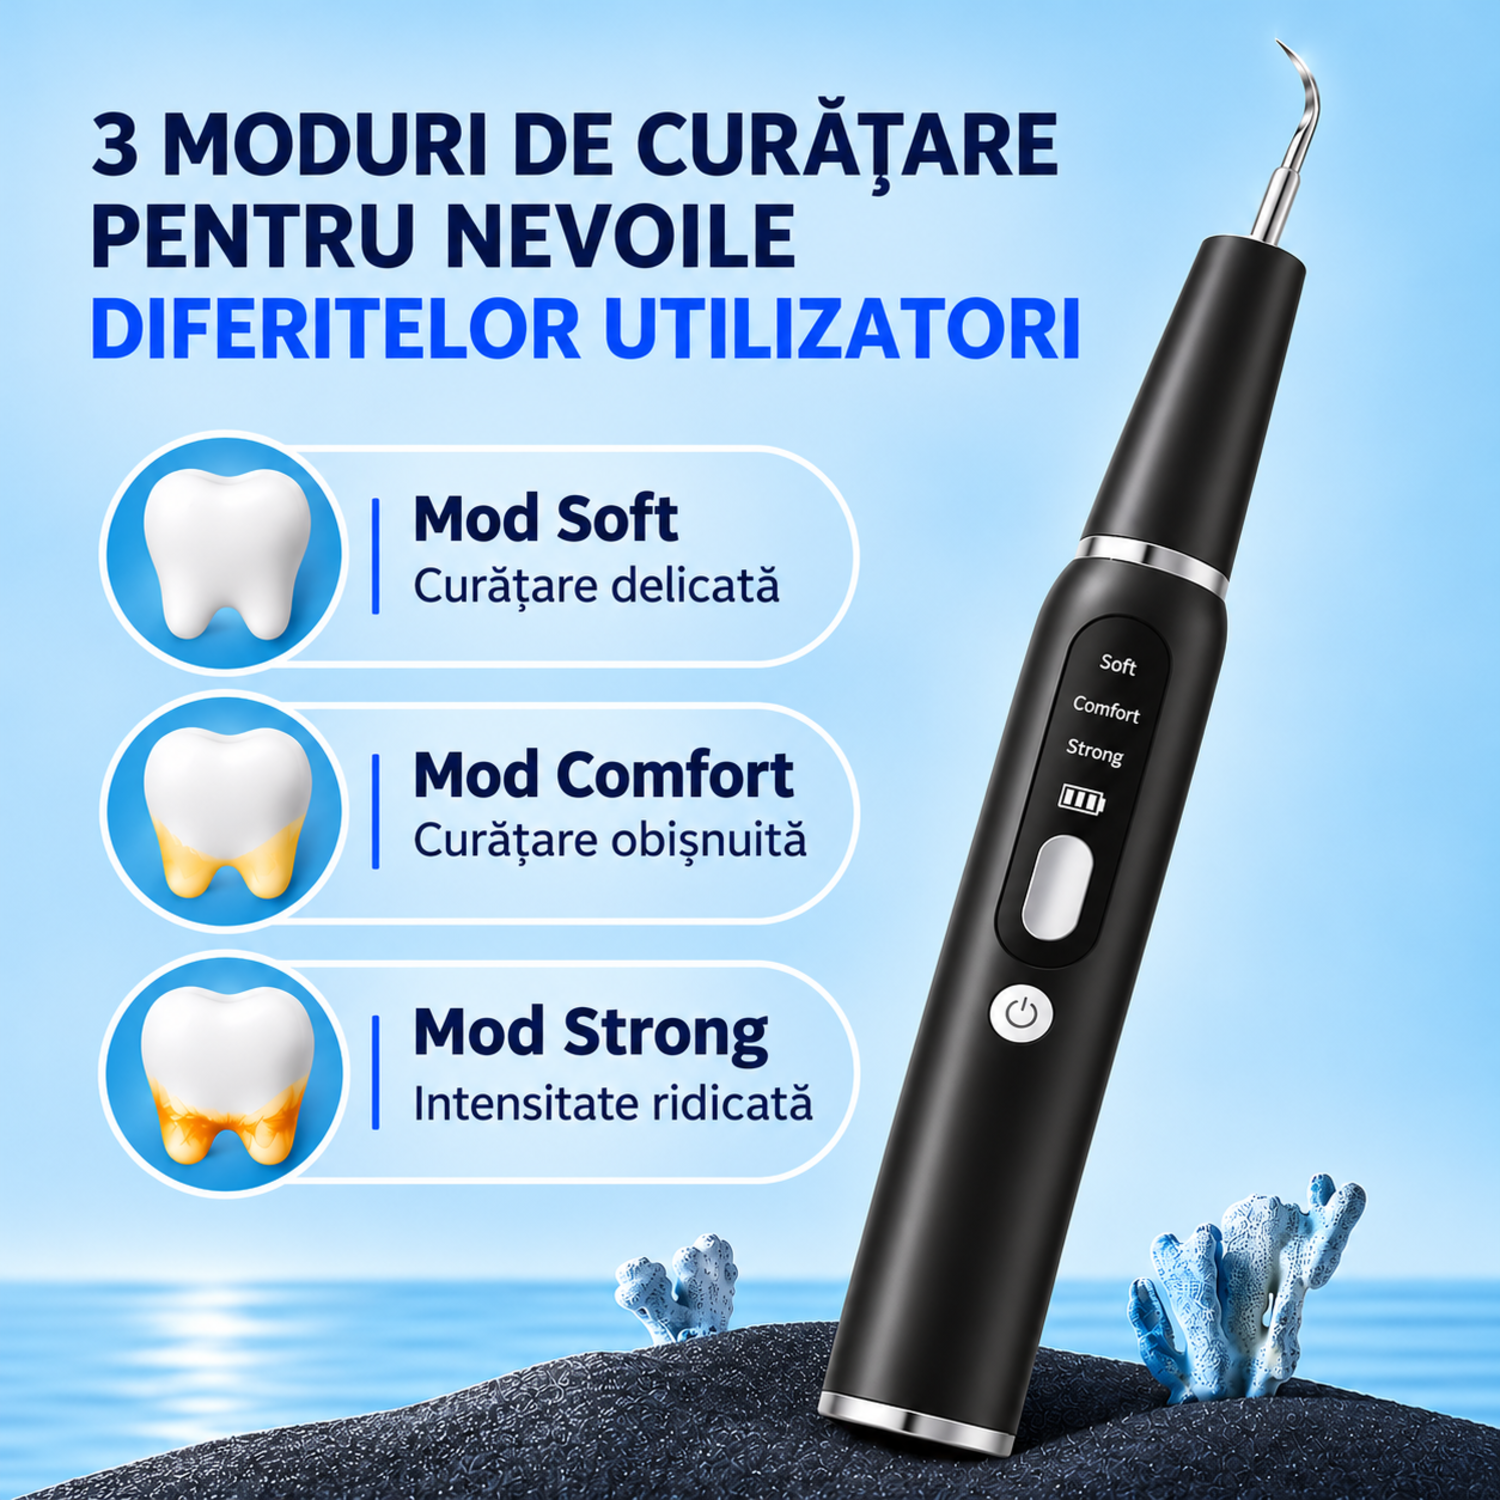 3 MODURI DE CURĂȚARE
PENTRU NEVOILE
DIFERITELOR UTILIZATORI
Mod Soft
Curățare delicată
Mod Comfort
Curățare obișnuită
Mod Strong
Intensitate ridicată
Soft
Comfort
Strong